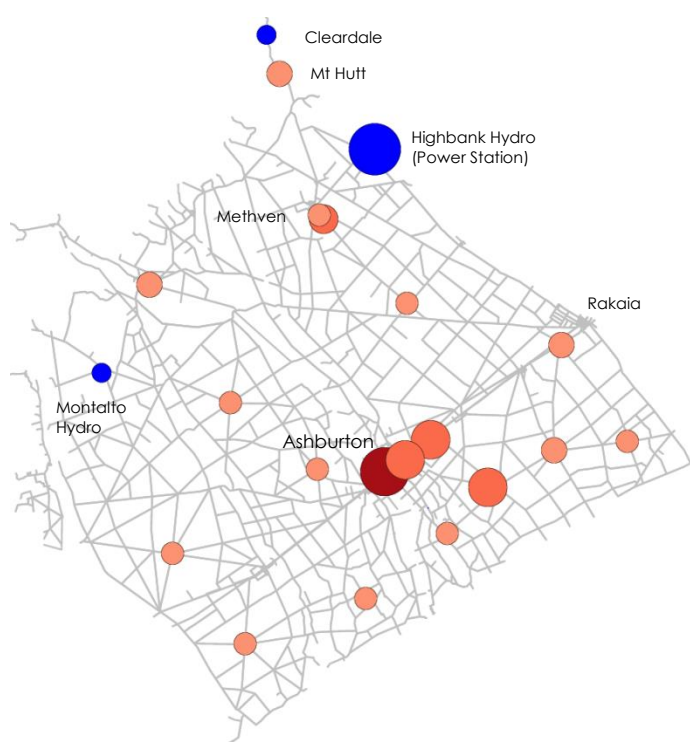 Cleardale
Mt Hutt
Highbank Hydro
(Power Station)
Methven
Rakaia
Montalto
Hydro
Ashburton